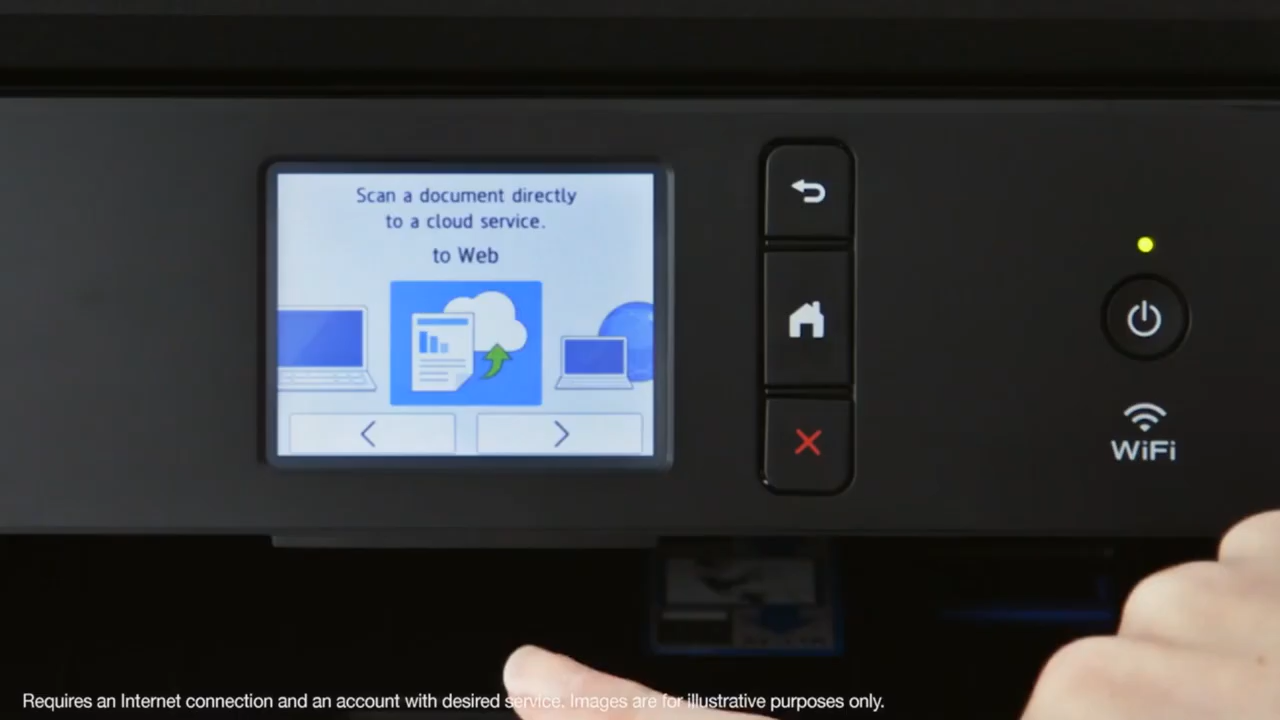 Scan a document directly
to a cloud service.
to Web
WiFi
Requires an Internet connection and an account with desired service. Images are for illustrative purposes only.